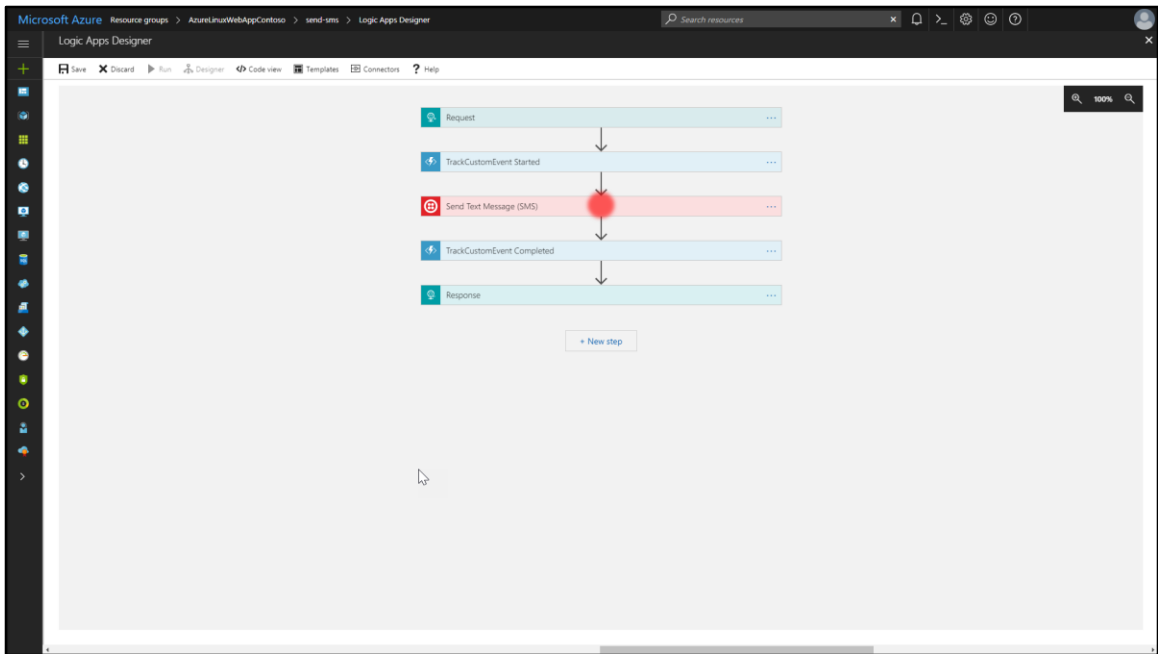 Microsoft Azure Resource groups > AzureLinuxWebAppContoso > send-sms > Logic Apps Designer Search resources
Logic Apps Designer
Save Discard Run Designer Code view Templates Connectors ? Help
100%
Request
TrackCustomEvent Started
Send Text Message (SMS)
TrackCustomEvent Completed
Response
+ New step